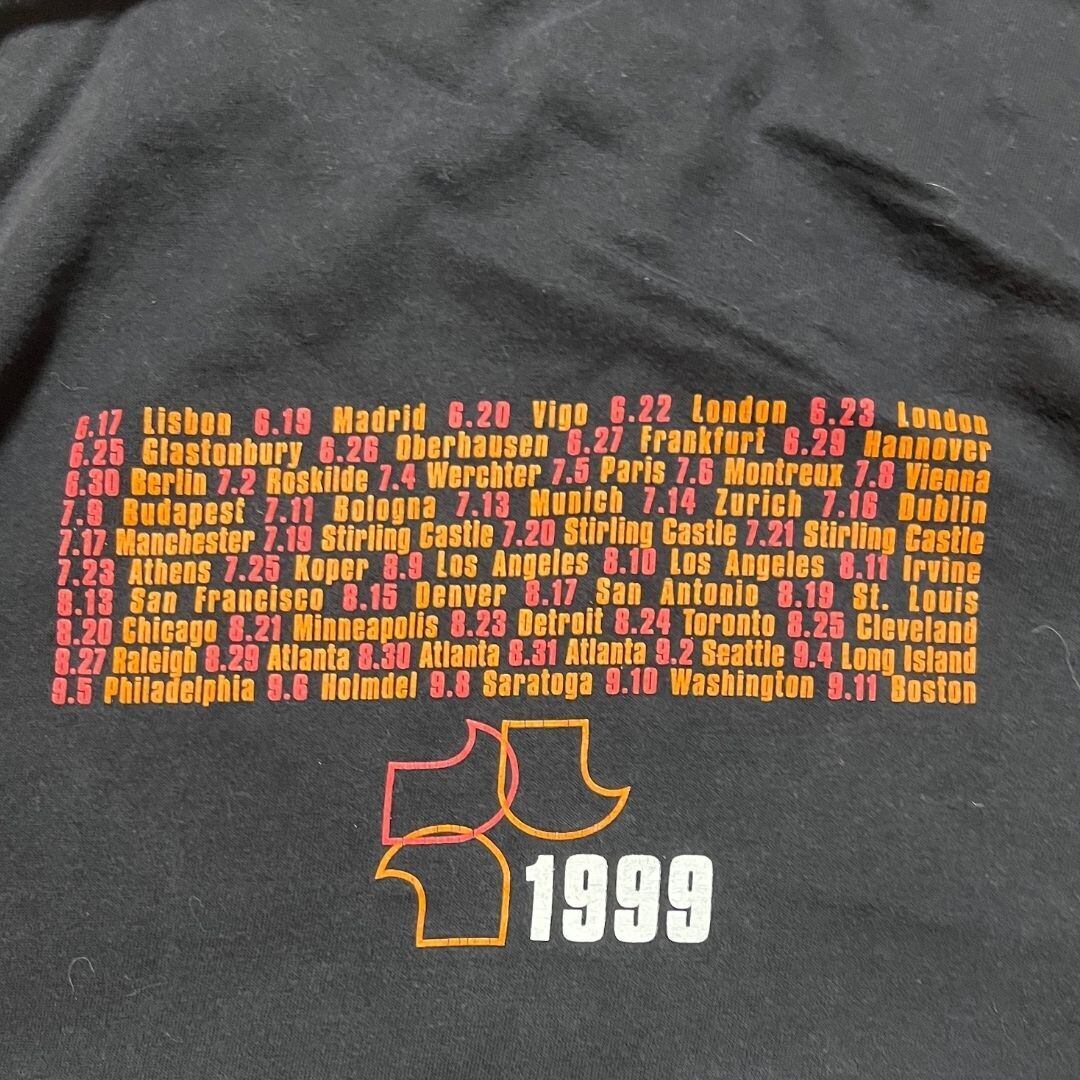 6.17 Lisbon 6.19 Madrid 6.20 Vigo 6.22 London 6.23 London
6.25 Glastonbury 6.26 Oberhausen 6.27 Frankfurt 6.29 Hannover
6.30 Berlin 7.2 Roskilde 7.4 Werchter 7.5 Paris 7.6 Montreux 7.8 Vienna
7.9 Budapest 7.11 Bologna 7.13 Munich 7.14 Zurich 7.16 Dublin
7.17 Manchester 7.19 Stirling Castle 7.20 Stirling Castle 7.21 Stirling Castle
7.23 Athens 7.25 Koper 8.9 Los Angeles 8.10 Los Angeles 8.11 Irvine
8.13 San Francisco 8.15 Denver 8.17 San Antonio 8.19 St. Louis
8.20 Chicago 8.21 Minneapolis 8.23 Detroit 8.24 Toronto 8.25 Cleveland
8.27 Raleigh 8.29 Atlanta 8.30 Atlanta 8.31 Atlanta 9.2 Seattle 9.4 Long Island
9.5 Philadelphia 9.6 Holmdel 9.8 Saratoga 9.10 Washington 9.11 Boston
1999